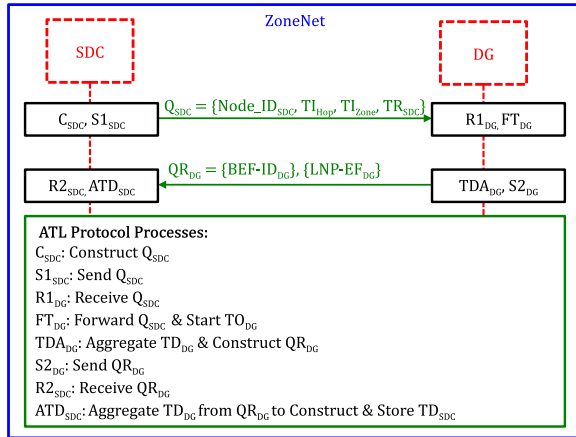 ZoneNet
SDC
DG
Q_SDC = {Node_ID_SDC, TI_Hop, TI_Zone, TR_SDC}
C_SDC, S1_SDC
R1_DG, FT_DG
QR_DG = {BEF-ID_DG}, {LNP-EF_DG}
R2_SDC, ATD_SDC
TDA_DG, S2_DG
ATL Protocol Processes:
C_SDC: Construct Q_SDC
S1_SDC: Send Q_SDC
R1_DG: Receive Q_SDC
FT_DG: Forward Q_SDC & Start TO_DG
TDA_DG: Aggregate TD_DG & Construct QR_DG
S2_DG: Send QR_DG
R2_SDC: Receive QR_DG
ATD_SDC: Aggregate TD_DG from QR_DG to Construct & Store TD_SDC